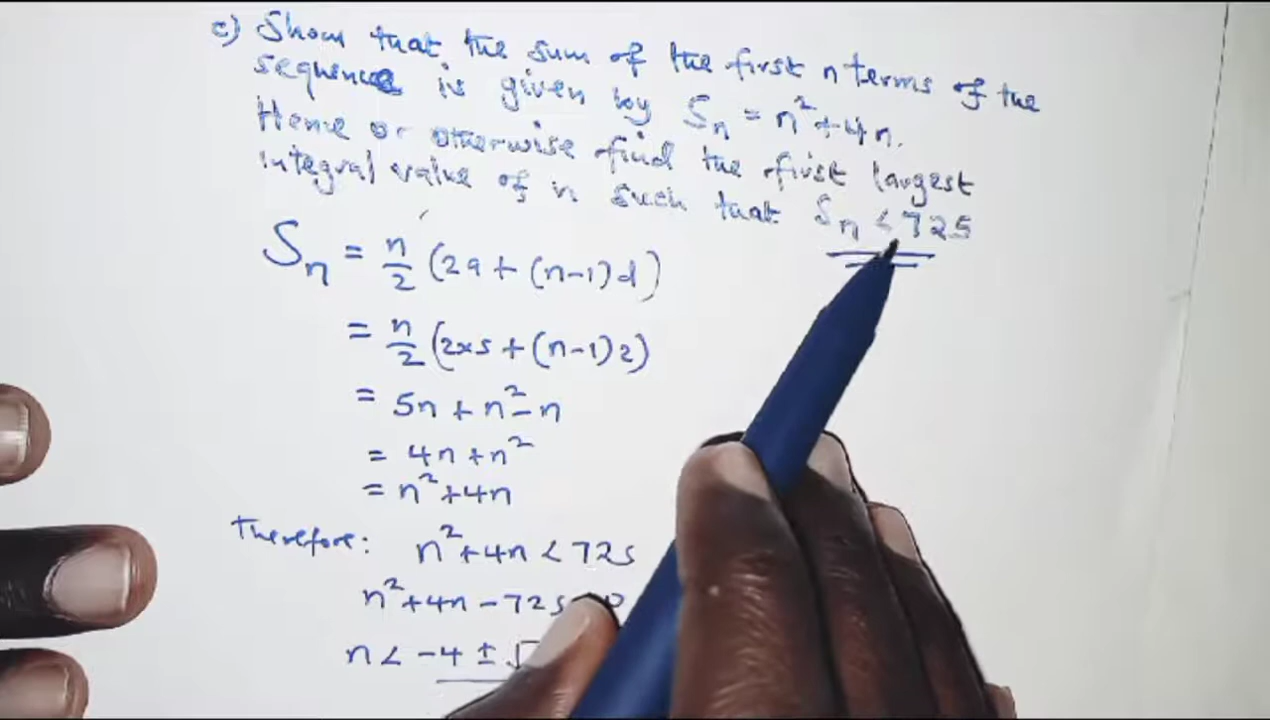 c) Show that the sum of the first n terms of the
sequence is given by Sn = n² + 4n.
Hence or otherwise find the first largest
integral value of n such that Sn < 725
Sn = n/2 (2a + (n-1)d)
= n/2 (2x5 + (n-1)2)
= 5n + n² - n
= 4n + n²
= n² + 4n
Therefore: n² + 4n < 725
n² + 4n - 725
n < -4 ± √